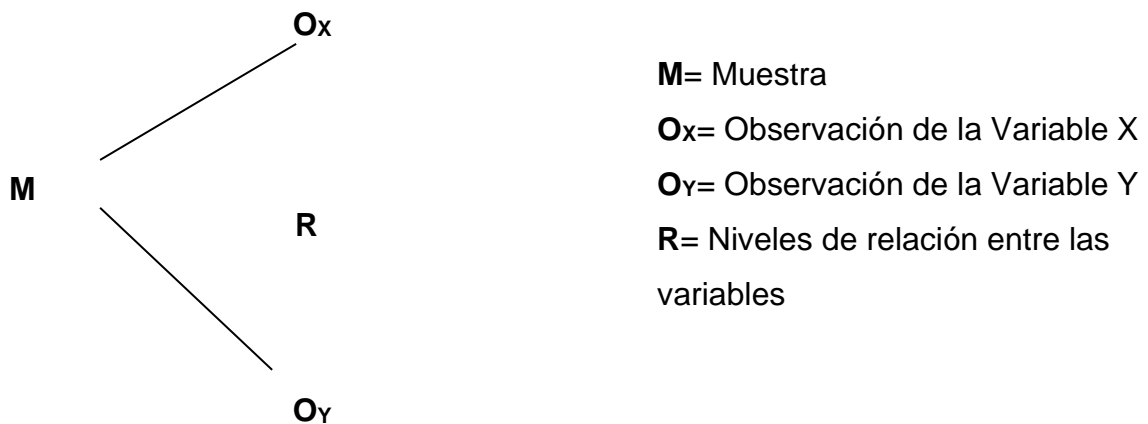 Ox
M
R
OY
M= Muestra
Ox= Observación de la Variable X
OY= Observación de la Variable Y
R= Niveles de relación entre las
variables